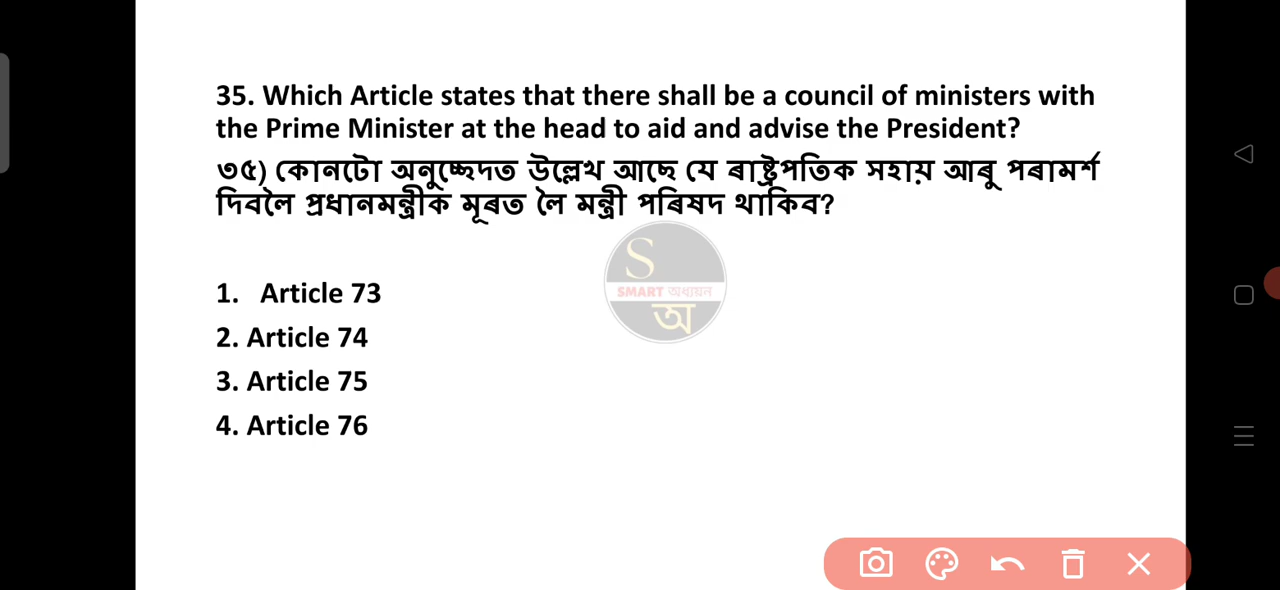 35. Which Article states that there shall be a council of ministers with
the Prime Minister at the head to aid and advise the President?
৩৫) কোনটো অনুচ্ছেদত উল্লেখ আছে যে ৰাষ্ট্ৰপতিক সহায় আৰু পৰামৰ্শ
দিবলৈ প্ৰধানমন্ত্ৰীক মূৰত লৈ মন্ত্ৰী পৰিষদ থাকিব?
S
SMART অধ্যয়ন
অ
1. Article 73
2. Article 74
3. Article 75
4. Article 76